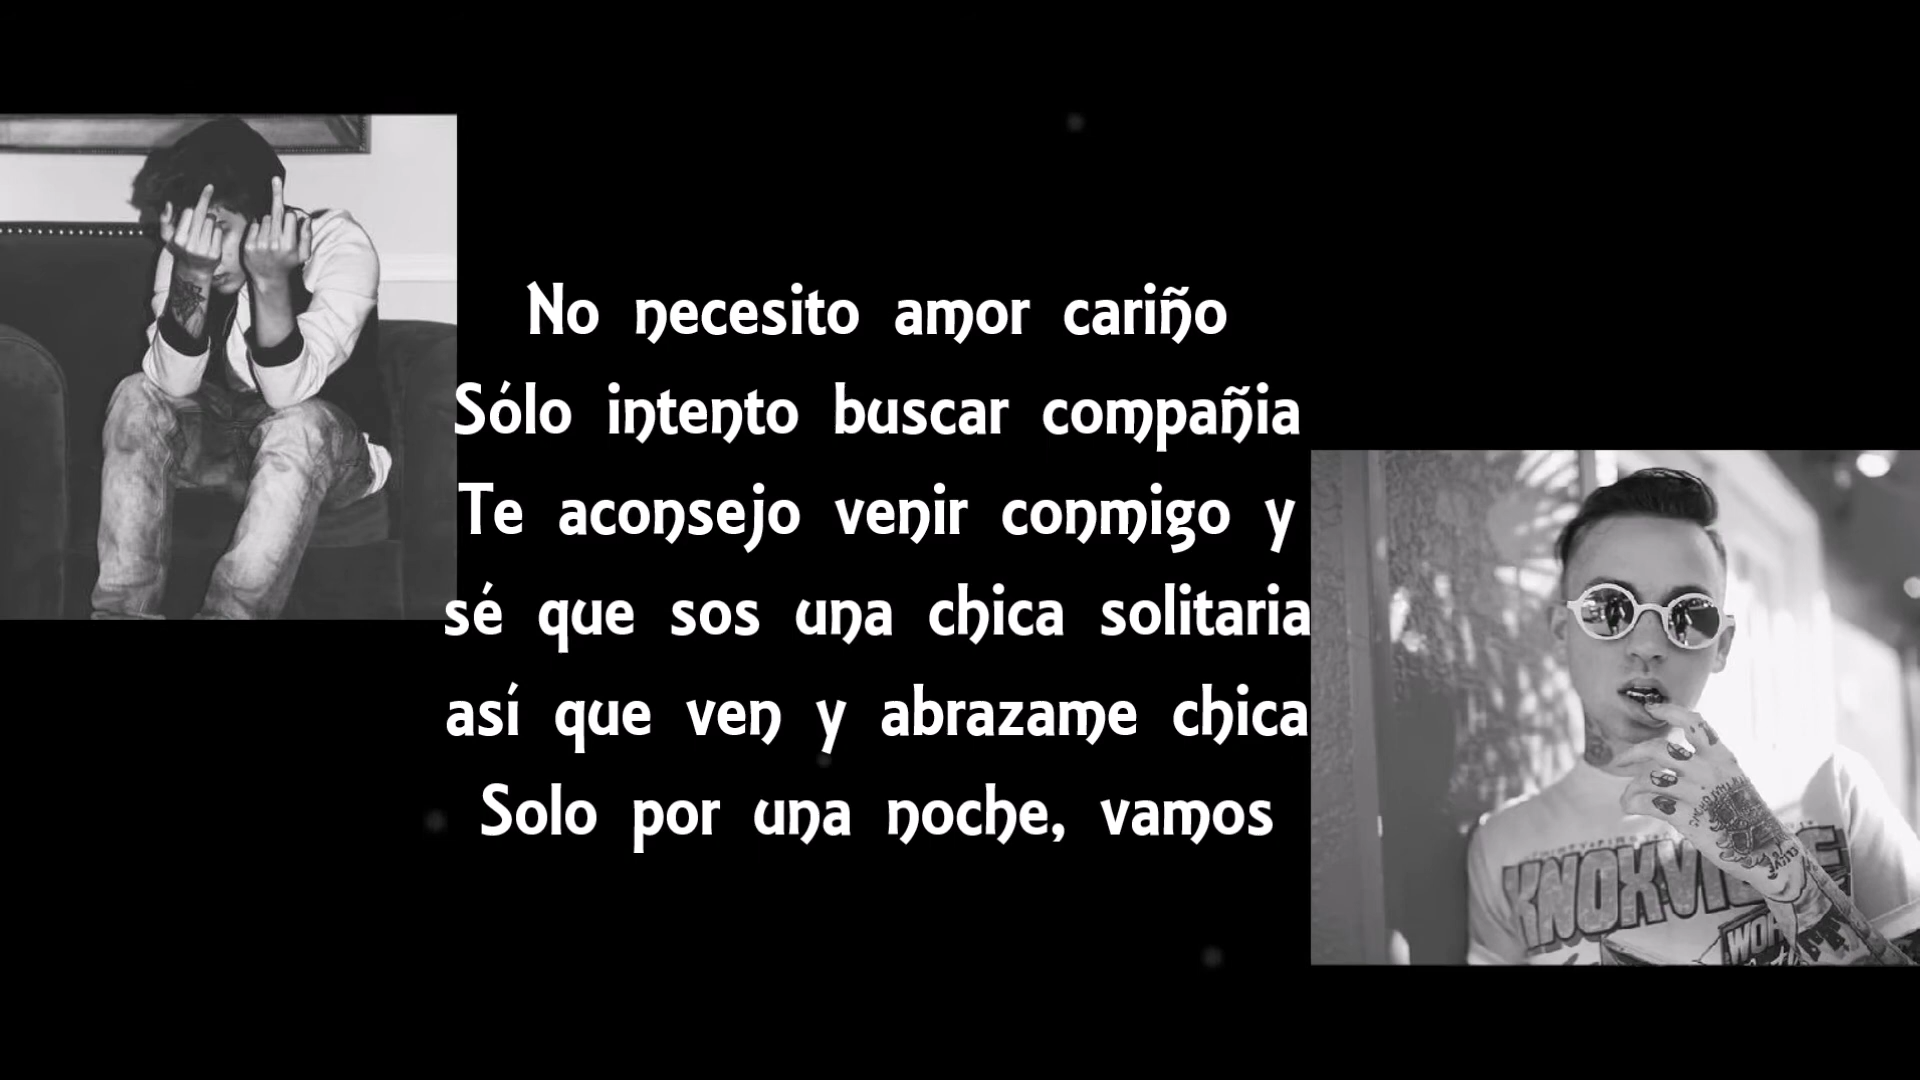 No necesito amor cariño
Sólo intento buscar compañia
Te aconsejo venir conmigo y
sé que sos una chica solitaria
así que ven y abrazame chica
Solo por una noche, vamos
KNOXVILLE